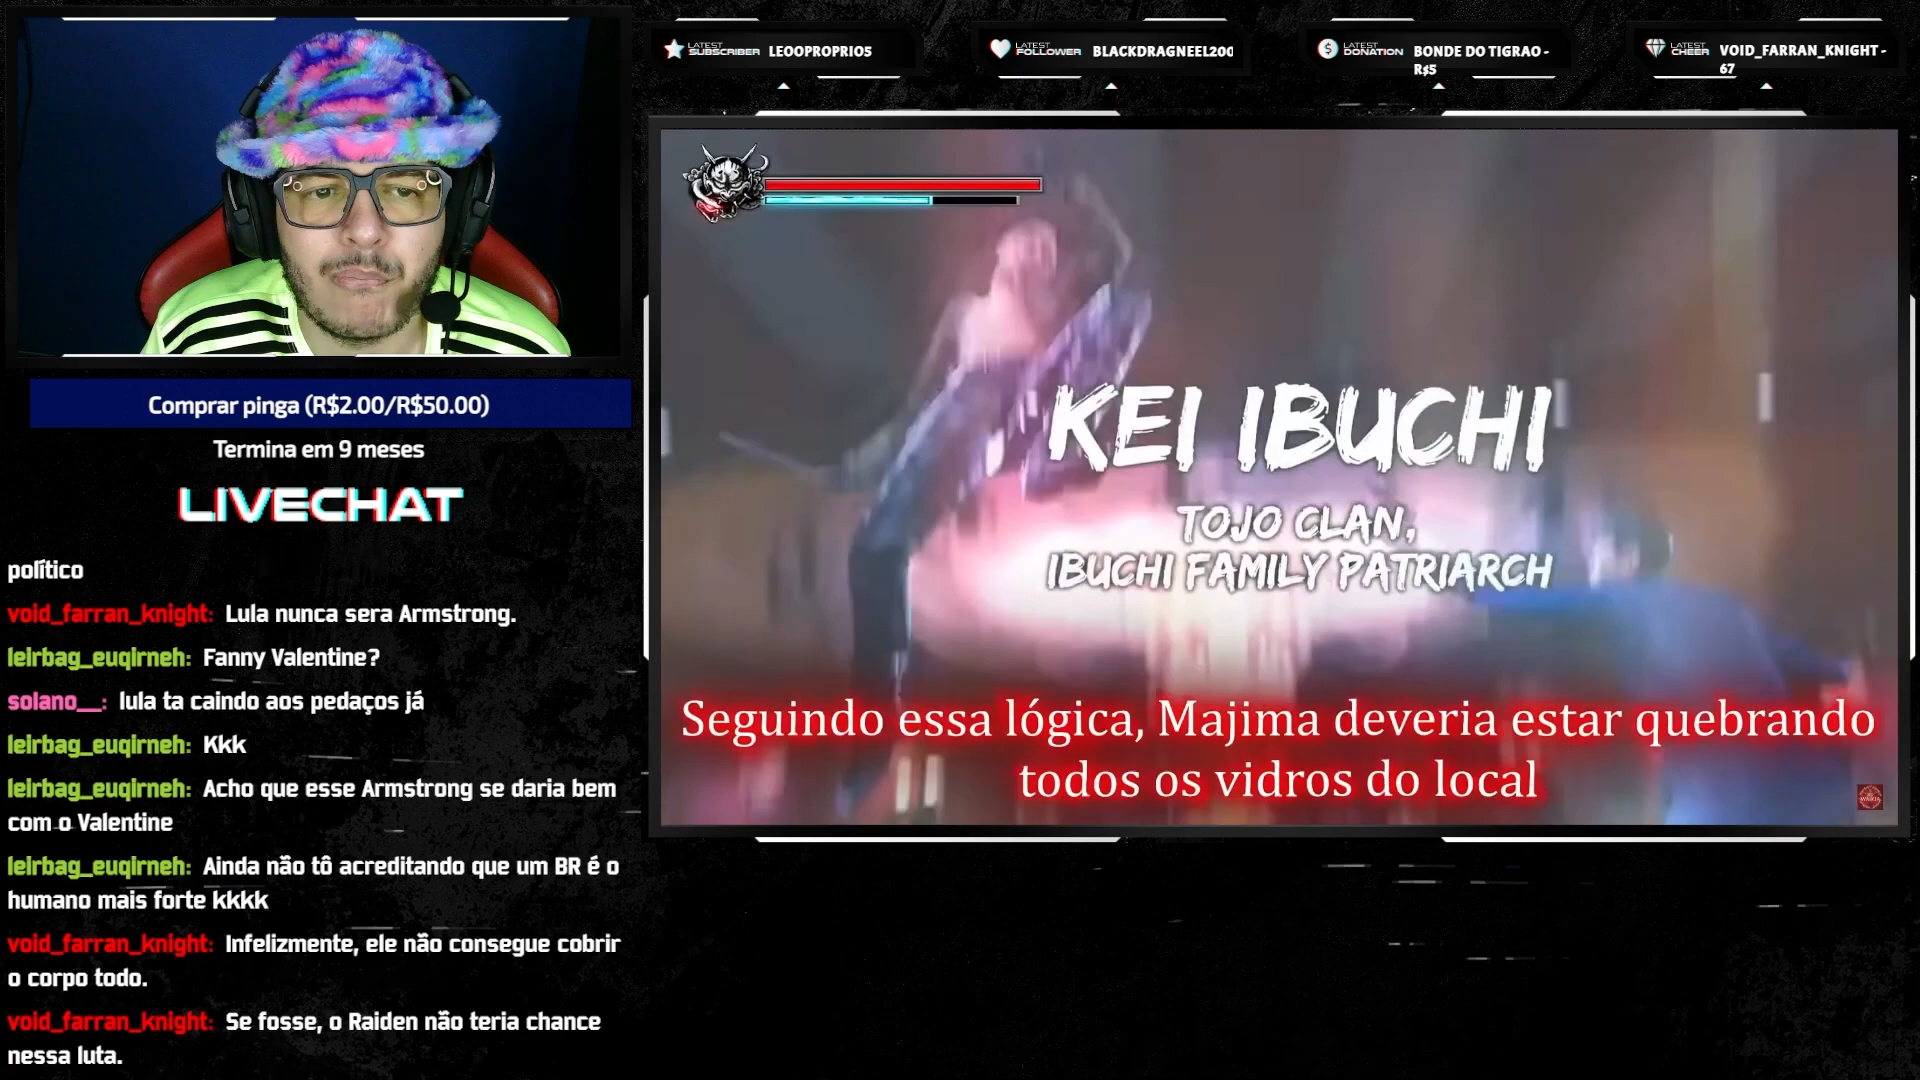 LATEST SUBSCRIBER LEOOPROPRIO5
LATEST FOLLOWER BLACKDRAGNEEL200
LATEST DONATION BONDE DO TIGRAO -
R$5
LATEST CHEER VOID_FARRAN_KNIGHT -
67
Comprar pinga (R$2.00/R$50.00)
Termina em 9 meses
LIVECHAT
político
void_farran_knight: Lula nunca sera Armstrong.
leirbag_euqirneh: Fanny Valentine?
solano__: lula ta caindo aos pedaços já
leirbag_euqirneh: Kkk
leirbag_euqirneh: Acho que esse Armstrong se daria bem
com o Valentine
leirbag_euqirneh: Ainda não tô acreditando que um BR é o
humano mais forte kkkk
void_farran_knight: Infelizmente, ele não consegue cobrir
o corpo todo.
void_farran_knight: Se fosse, o Raiden não teria chance
nessa luta.
KEI IBUCHI
TOJO CLAN,
IBUCHI FAMILY PATRIARCH
Seguindo essa lógica, Majima deveria estar quebrando
todos os vidros do local